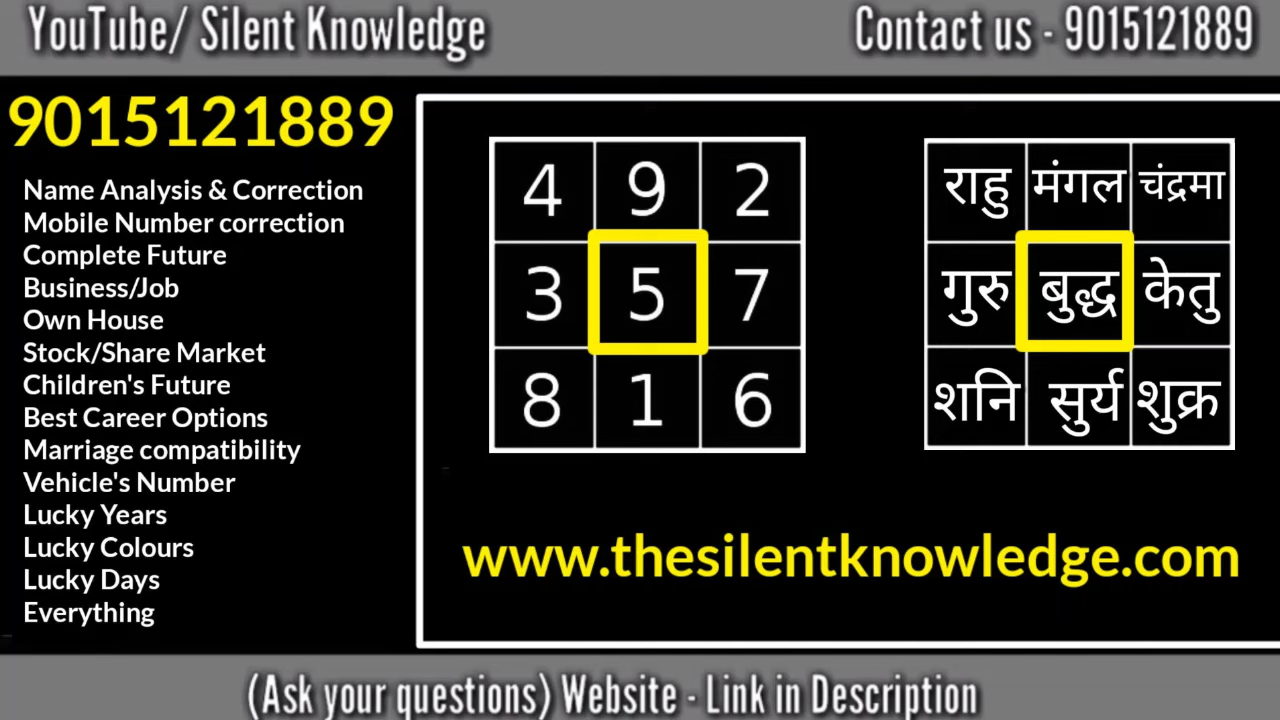 YouTube/ Silent Knowledge
Contact us - 9015121889
9015121889
Name Analysis & Correction
Mobile Number correction
Complete Future
Business/Job
Own House
Stock/Share Market
Children's Future
Best Career Options
Marriage compatibility
Vehicle's Number
Lucky Years
Lucky Colours
Lucky Days
Everything
4 9 2
3 5 7
8 1 6
राहु मंगल चंद्रमा
गुरु बुद्ध केतु
शनि सुर्य शुक्र
www.thesilentknowledge.com
(Ask your questions) Website - Link in Description